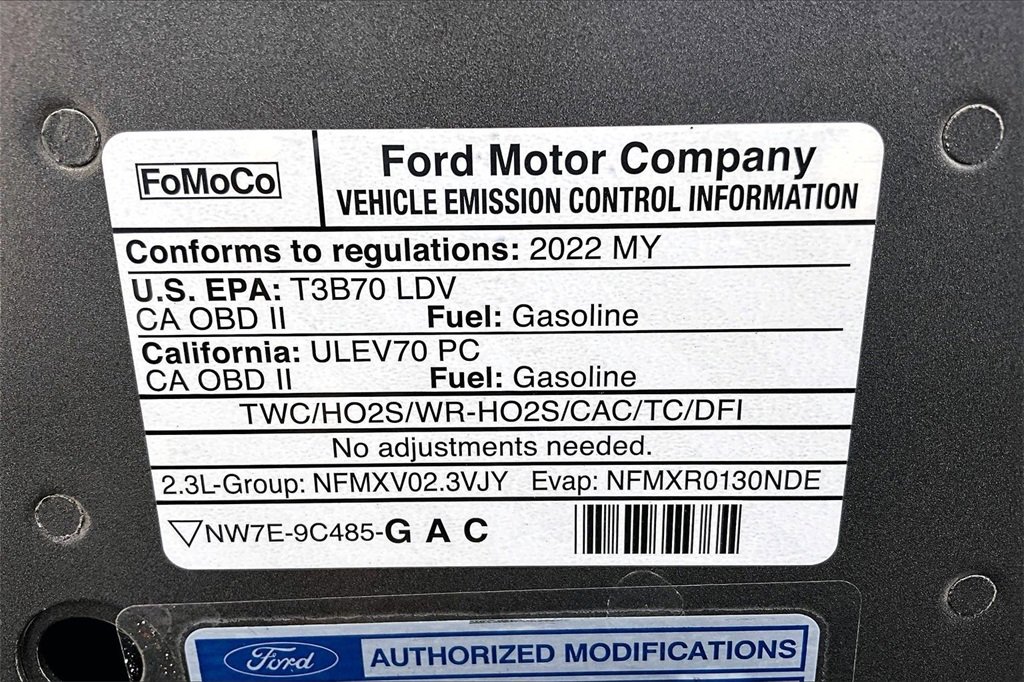 FoMoCo
Ford Motor Company
VEHICLE EMISSION CONTROL INFORMATION
Conforms to regulations: 2022 MY
U.S. EPA: T3B70 LDV
CA OBD II Fuel: Gasoline
California: ULEV70 PC
CA OBD II Fuel: Gasoline
TWC/HO2S/WR-HO2S/CAC/TC/DFI
No adjustments needed.
2.3L-Group: NFMXV02.3VJY Evap: NFMXR0130NDE
NW7E-9C485-G A C
Ford AUTHORIZED MODIFICATIONS